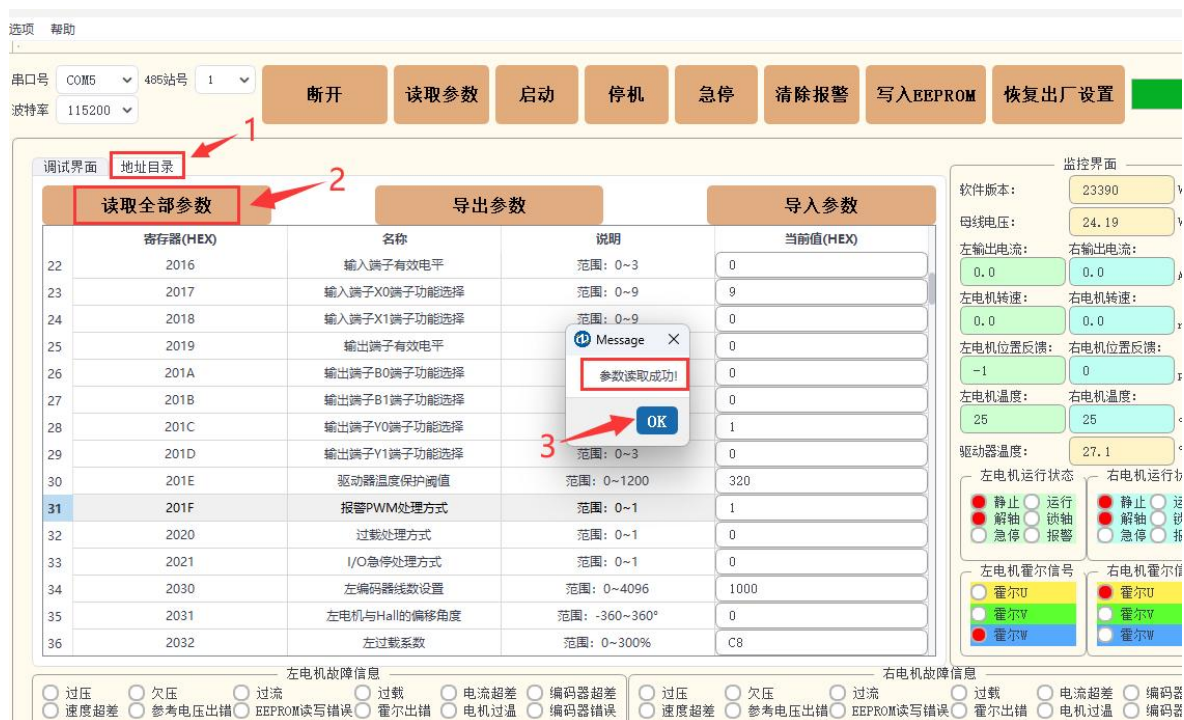 选项 帮助
串口号 COM5 485站号 1
波特率 115200
断开 读取参数 启动 停机 急停 清除报警 写入EEPROM 恢复出厂设置
1
调试界面 地址目录
2
读取全部参数 导出参数 导入参数
寄存器(HEX) 名称 说明 当前值(HEX)
22 2016 输入端子有效电平 范围: 0~3 0
23 2017 输入端子X0端子功能选择 范围: 0~9 9
24 2018 输入端子X1端子功能选择 范围: 0~9 0
25 2019 输出端子有效电平 0
26 201A 输出端子B0端子功能选择 0
27 201B 输出端子B1端子功能选择 0
28 201C 输出端子Y0端子功能选择 1
29 201D 输出端子Y1端子功能选择 范围: 0~3 0
30 201E 驱动器温度保护阈值 范围: 0~1200 320
31 201F 报警PWM处理方式 范围: 0~1 1
32 2020 过载处理方式 范围: 0~1 0
33 2021 I/O急停处理方式 范围: 0~1 0
34 2030 左编码器线数设置 范围: 0~4096 1000
35 2031 左电机与Hall的偏移角度 范围: -360~360° 0
36 2032 左过载系数 范围: 0~300% C8
Message
参数读取成功!
OK
3
监控界面
软件版本: 23390
母线电压: 24.19
左输出电流: 右输出电流:
0.0 0.0
左电机转速: 右电机转速:
0.0 0.0
左电机位置反馈: 右电机位置反馈:
-1 0
左电机温度: 右电机温度:
25 25
驱动器温度: 27.1
左电机运行状态 右电机运行状
静止 运行 静止
解轴 锁轴 解轴
急停 报警 急停
左电机霍尔信号 右电机霍尔信
霍尔U 霍尔U
霍尔V 霍尔V
霍尔W 霍尔W
左电机故障信息
过压 欠压 过流 过载 电流超差 编码器超差
速度超差 参考电压出错 EEPROM读写错误 霍尔出错 电机过温 编码器错误
右电机故障信息
过压 欠压 过流 过载 电流超差 编码器
速度超差 参考电压出错 EEPROM读写错误 霍尔出错 电机过温 编码器